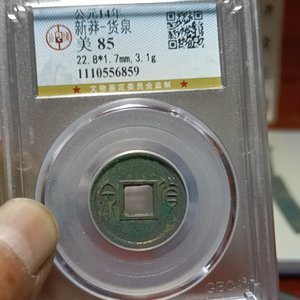 公元14年
新莽-货泉
美 85
22.8*1.7mm,3.1g
1110556859
★ 文物鉴定委员会监制 ★